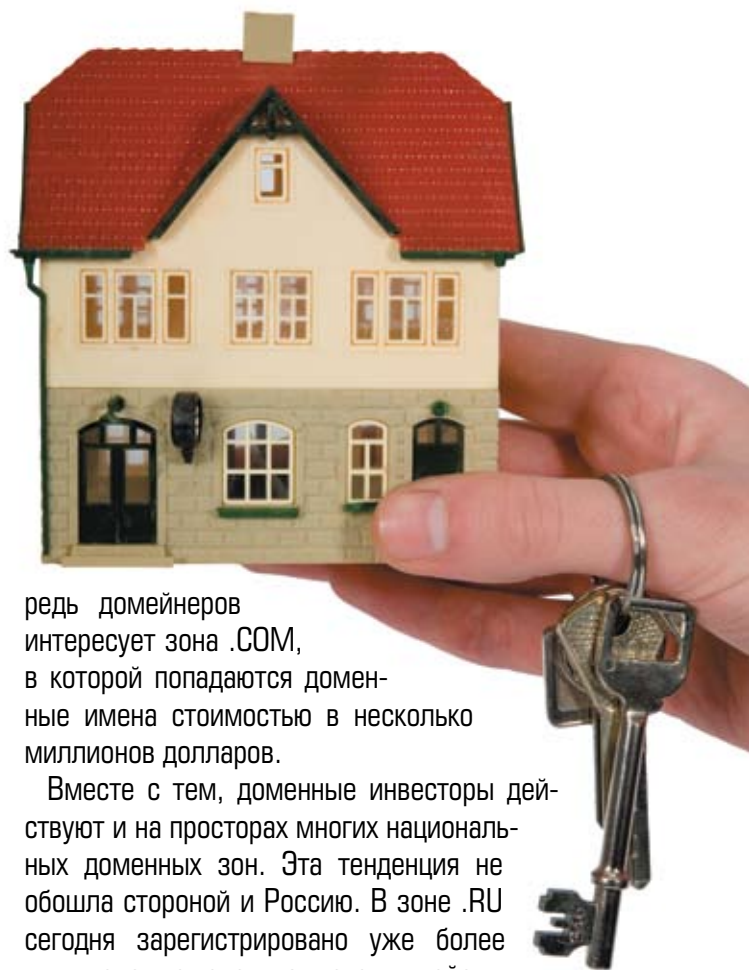 редь домейнеров
интересует зона .COM,
в которой попадаются домен-
ные имена стоимостью в несколько
миллионов долларов.
Вместе с тем, доменные инвесторы дей-
ствуют и на просторах многих националь-
ных доменных зон. Эта тенденция не
обошла стороной и Россию. В зоне .RU
сегодня зарегистрировано уже более